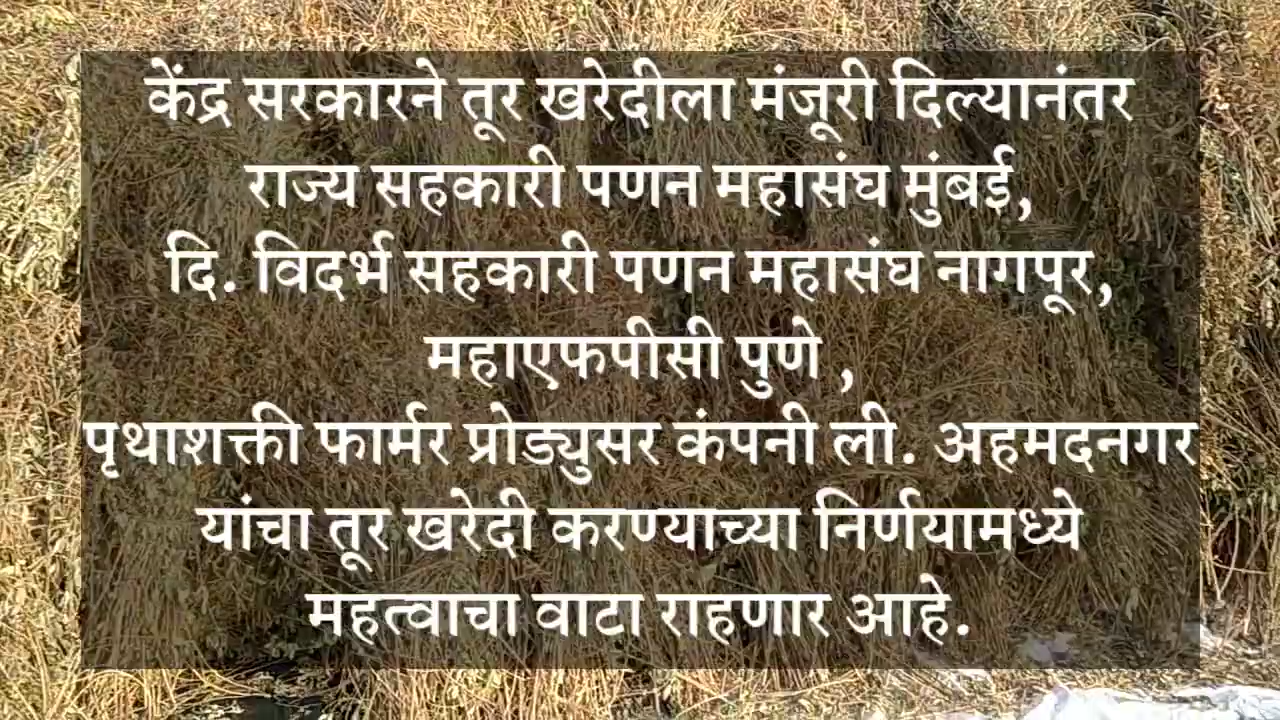 केंद्र सरकारने तूर खरेदीला मंजूरी दिल्यानंतर
राज्य सहकारी पणन महासंघ मुंबई,
दि. विदर्भ सहकारी पणन महासंघ नागपूर,
महाएफपीसी पुणे ,
पृथाशक्ती फार्मर प्रोड्युसर कंपनी ली. अहमदनगर
यांचा तूर खरेदी करण्याच्या निर्णयामध्ये
महत्वाचा वाटा राहणार आहे.